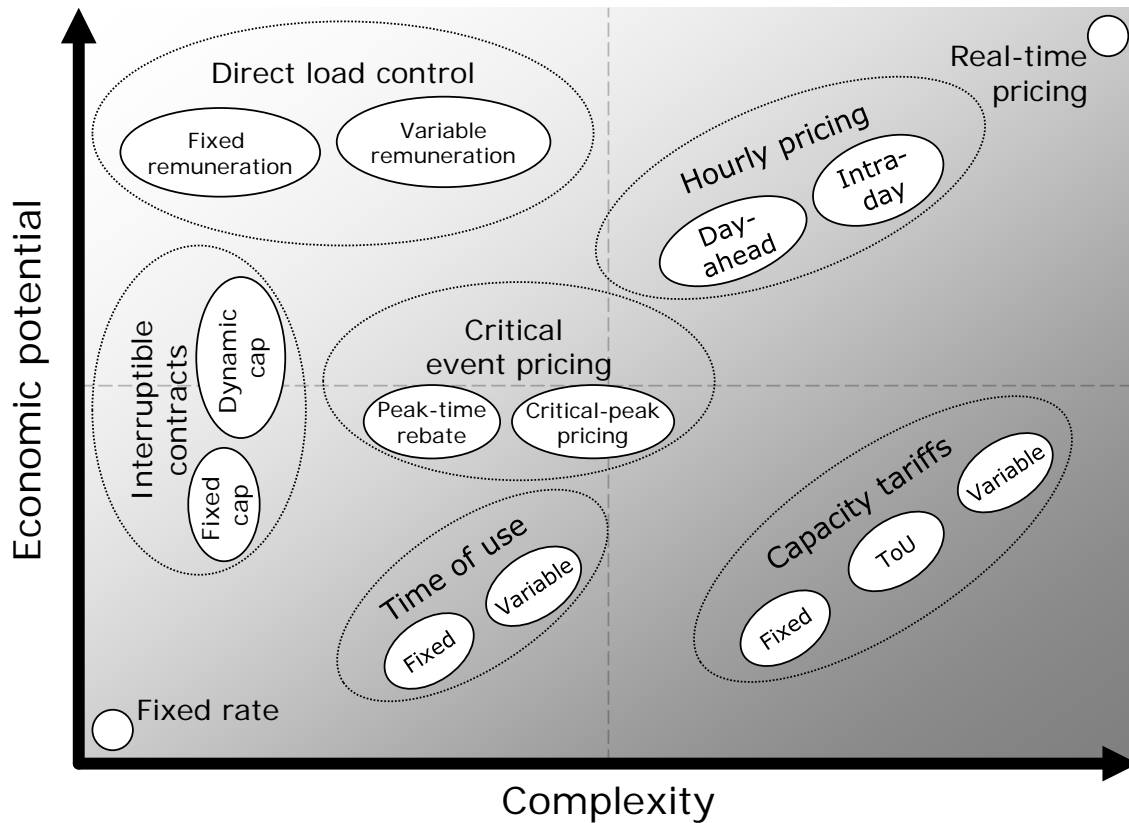 Economic potential
Direct load control
Fixed
remuneration
Variable
remuneration
Real-time
pricing
Hourly pricing
Day-
ahead
Intra-
day
Interruptible
contracts
Dynamic
cap
Fixed
cap
Critical
event pricing
Peak-time
rebate
Critical-peak
pricing
Time of use
Fixed
Variable
Capacity tariffs
Fixed
ToU
Variable
Fixed rate
Complexity